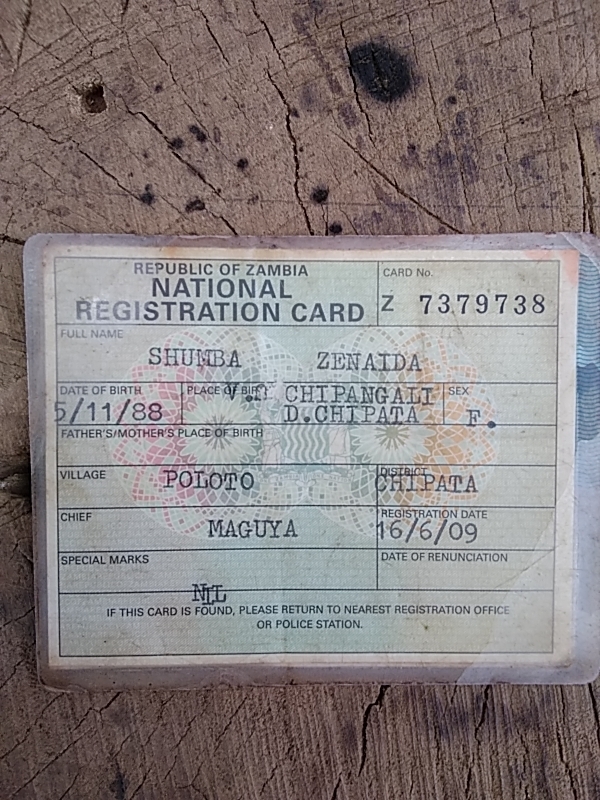 REPUBLIC OF ZAMBIA
NATIONAL
REGISTRATION CARD
CARD No.
Z 7379738
FULL NAME
SHUMBA ZENAIDA
DATE OF BIRTH
5/11/88
PLACE OF BIRTH
CHIPANGALI
D.CHIPATA
SEX
F.
FATHER'S/MOTHER'S PLACE OF BIRTH
VILLAGE
POLOTO
DISTRICT
CHIPATA
CHIEF
MAGUYA
REGISTRATION DATE
16/6/09
SPECIAL MARKS
NIL
DATE OF RENUNCIATION
IF THIS CARD IS FOUND, PLEASE RETURN TO NEAREST REGISTRATION OFFICE
OR POLICE STATION.